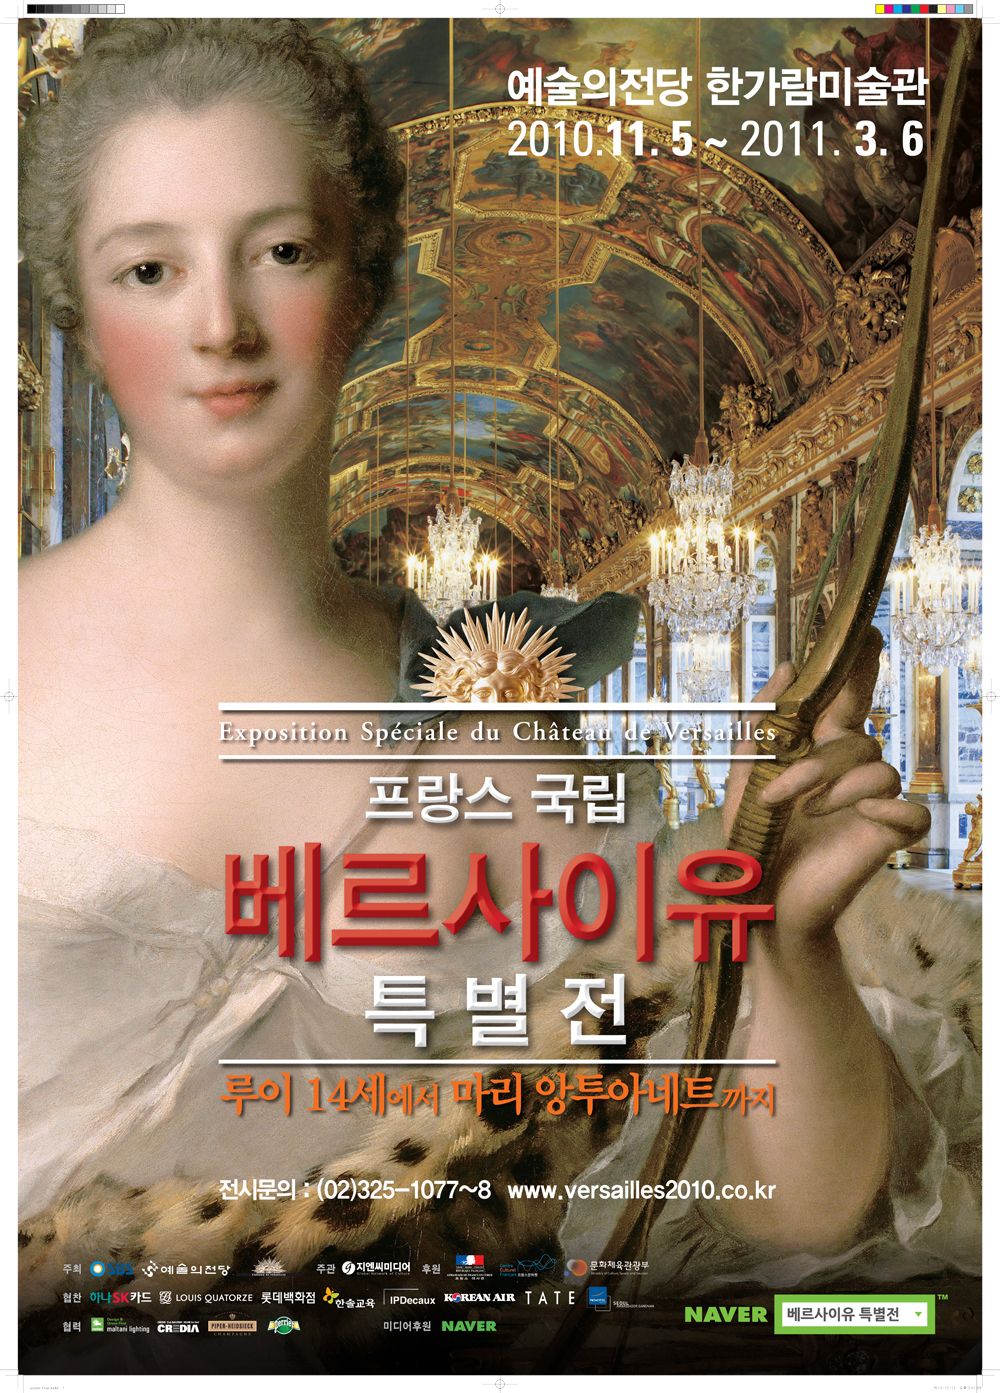 예술의전당 한가람미술관
2010.11. 5 ~ 2011. 3. 6
Exposition Spéciale du Château de Versailles
프랑스 국립
베르사이유
특별전
루이 14세에서 마리 앙투아네트까지
전시문의 : (02)325-1077~8 www.versailles2010.co.kr
주최 SBS 예술의전당 주관 지엔씨미디어 후원 문화체육관광부
협찬 하나SK카드 LOUIS QUATORZE 롯데백화점 한솔교육 JPDecaux KOREAN AIR TATE
협력 maltani lighting CREDIA PIPER-HEIDSIECK perrier 미디어후원 NAVER
NAVER 베르사이유 특별전 TM